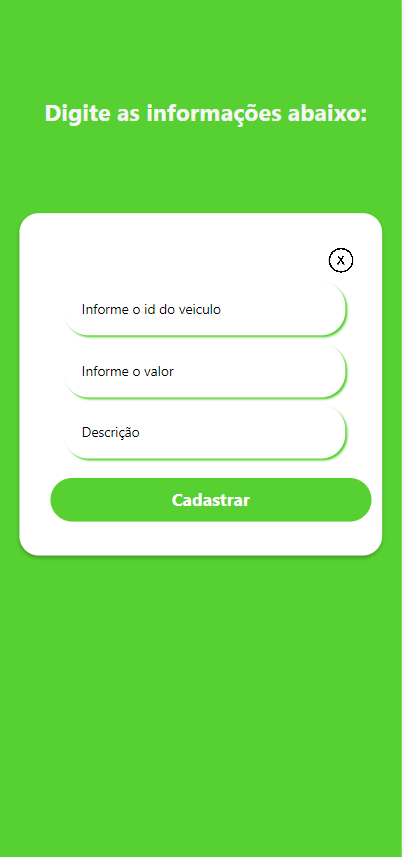 Digite as informações abaixo:
X
Informe o id do veiculo
Informe o valor
Descrição
Cadastrar